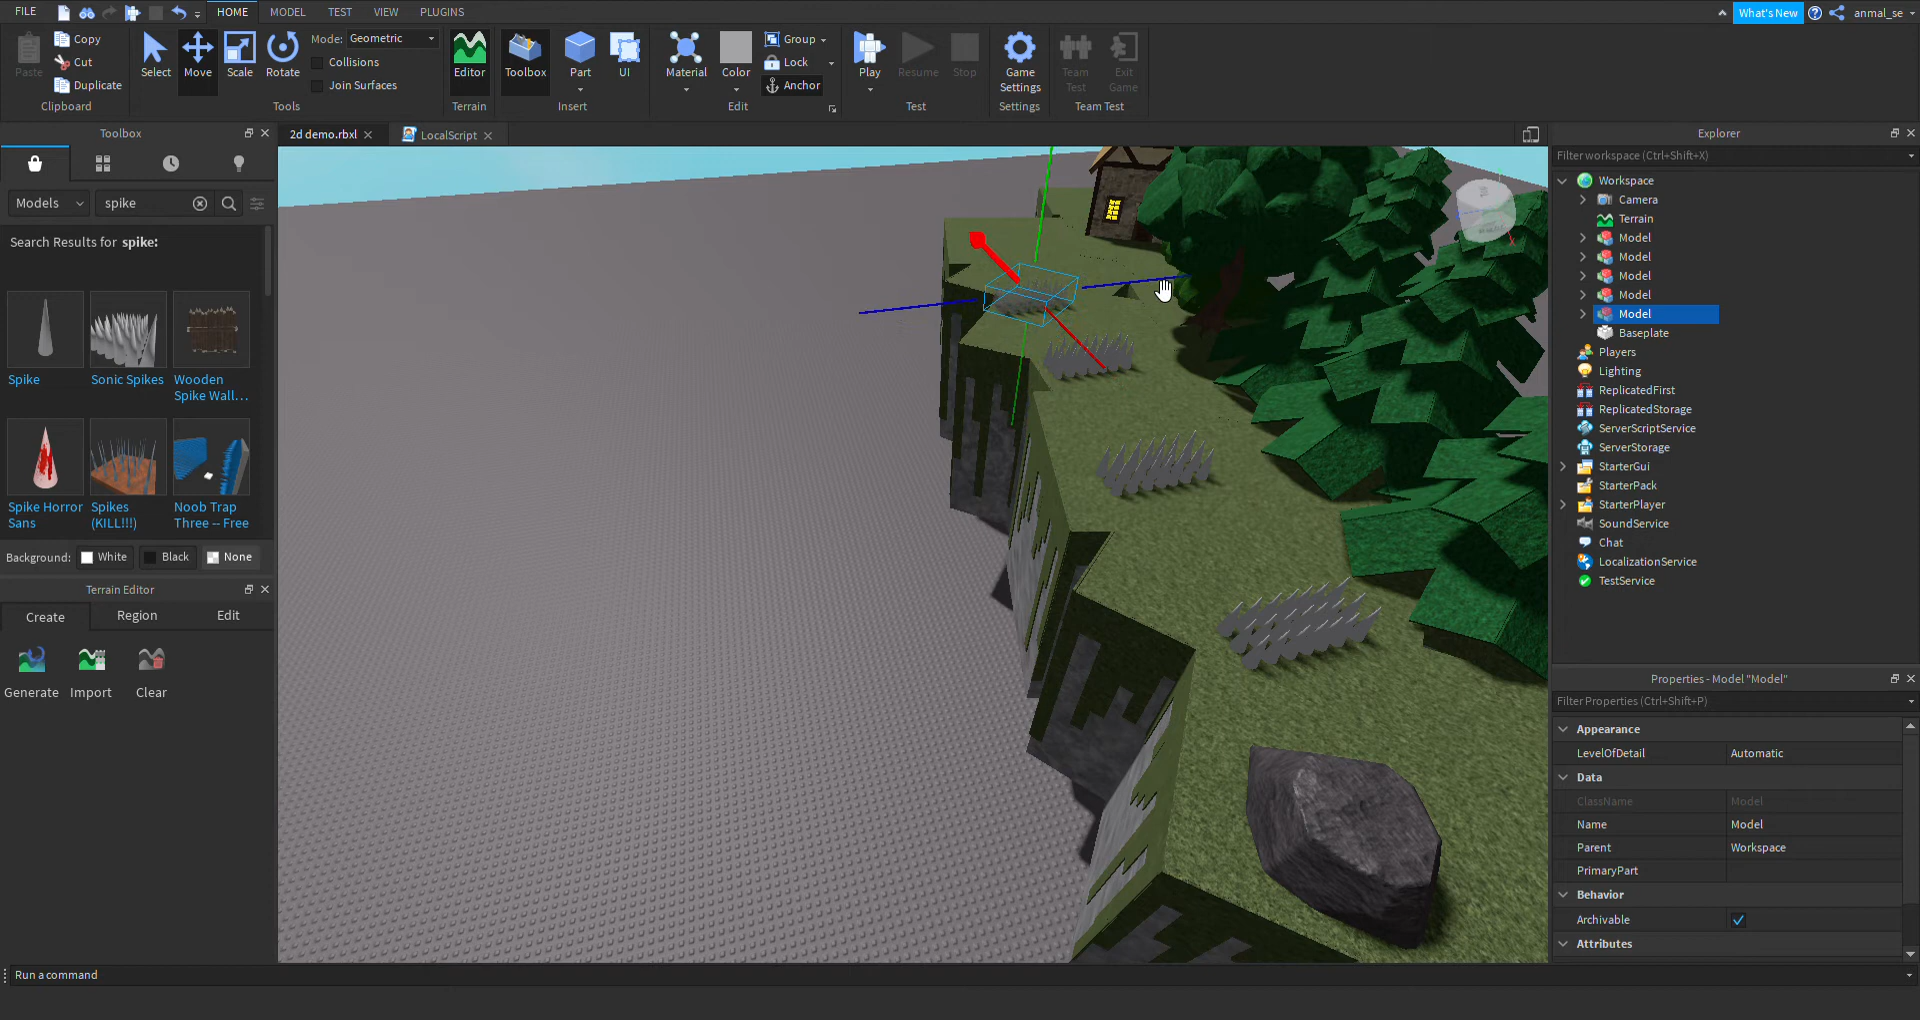 FILE HOME MODEL TEST VIEW PLUGINS What's New anmal_se
Paste Copy Cut Duplicate Clipboard
Select Move Scale Rotate Mode: Geometric Collisions Join Surfaces Tools
Editor Terrain
Toolbox Part UI Insert
Material Color Group Lock Anchor Edit
Play Resume Stop Test
Game Settings Settings
Team Test Exit Game Team Test
Toolbox
Models spike
Search Results for spike:
Spike Sonic Spikes Wooden Spike Wall...
Spike Horror Sans Spikes (KILL!!!) Noob Trap Three -- Free
Background: White Black None
Terrain Editor
Create Region Edit
Generate Import Clear
2d demo.rbxl LocalScript
Explorer
Filter workspace (Ctrl+Shift+X)
Workspace
Camera
Terrain
Model
Model
Model
Model
Model
Baseplate
Players
Lighting
ReplicatedFirst
ReplicatedStorage
ServerScriptService
ServerStorage
StarterGui
StarterPack
StarterPlayer
SoundService
Chat
LocalizationService
TestService
Properties - Model "Model"
Filter Properties (Ctrl+Shift+P)
Appearance
LevelOfDetail Automatic
Data
ClassName Model
Name Model
Parent Workspace
PrimaryPart
Behavior
Archivable
Attributes
Run a command